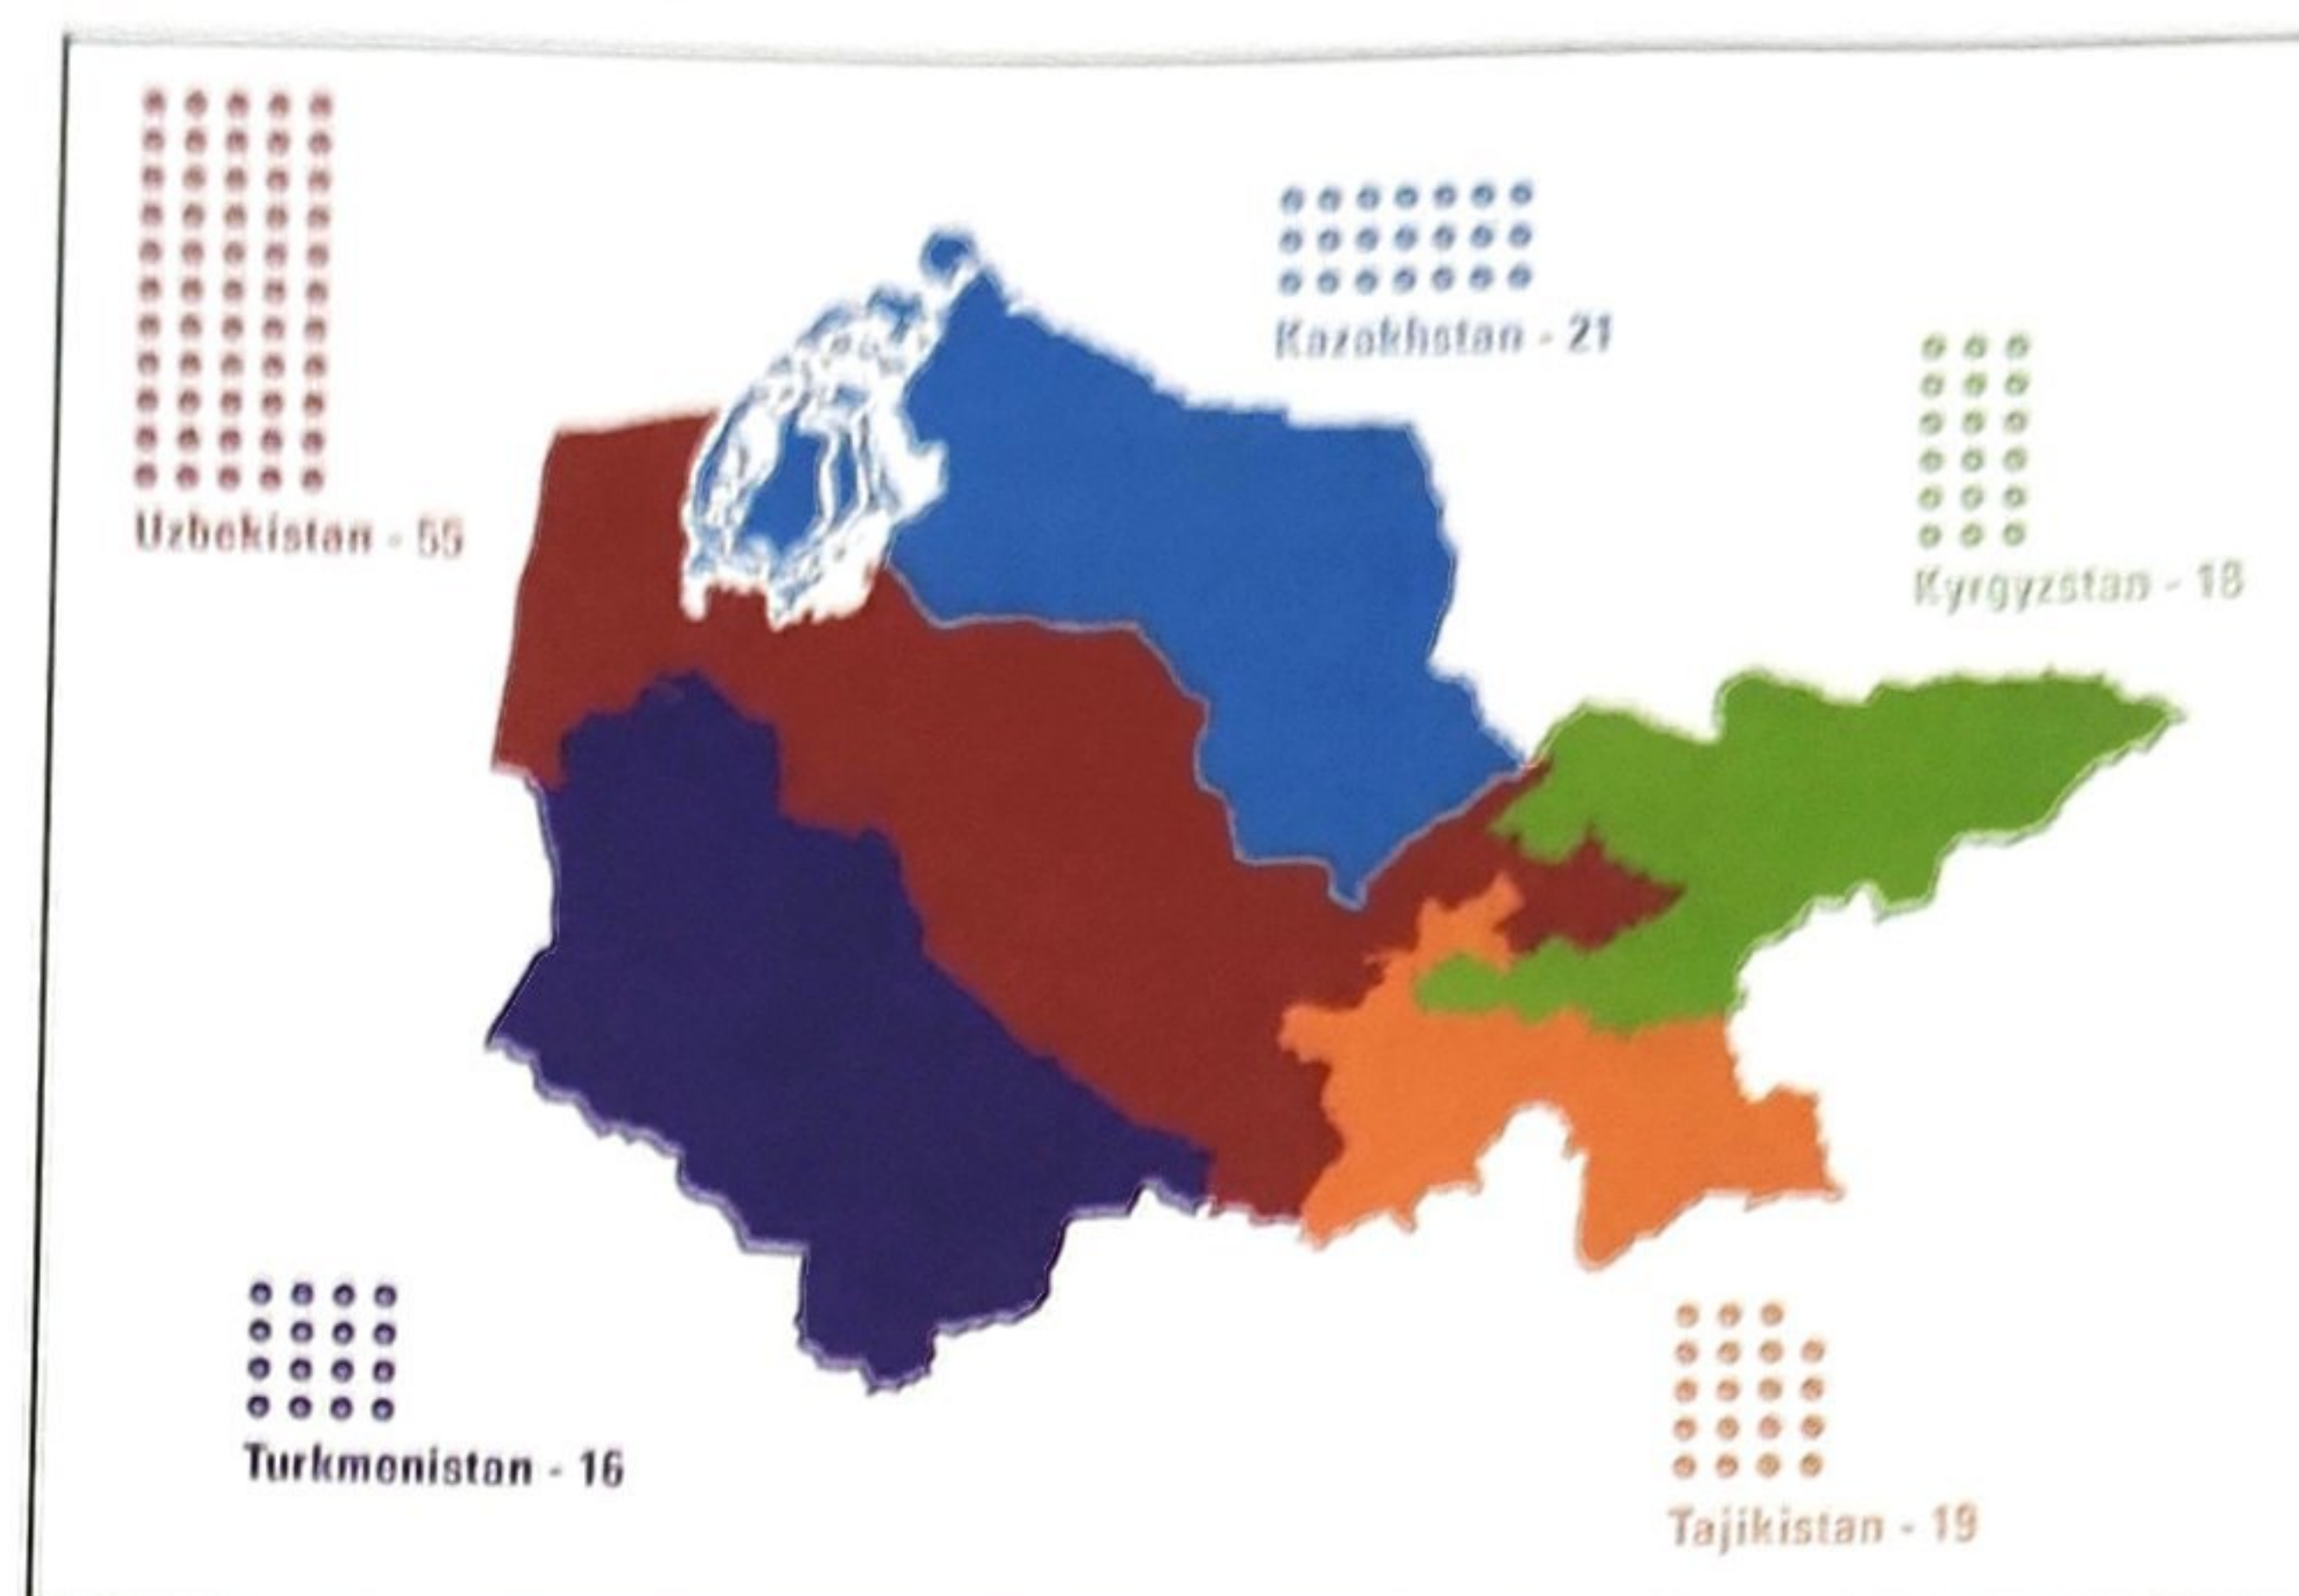 Kazakhstan - 21
Uzbekistan - 55
Kyrgyzstan - 18
Turkmenistan - 16
Tajikistan - 19